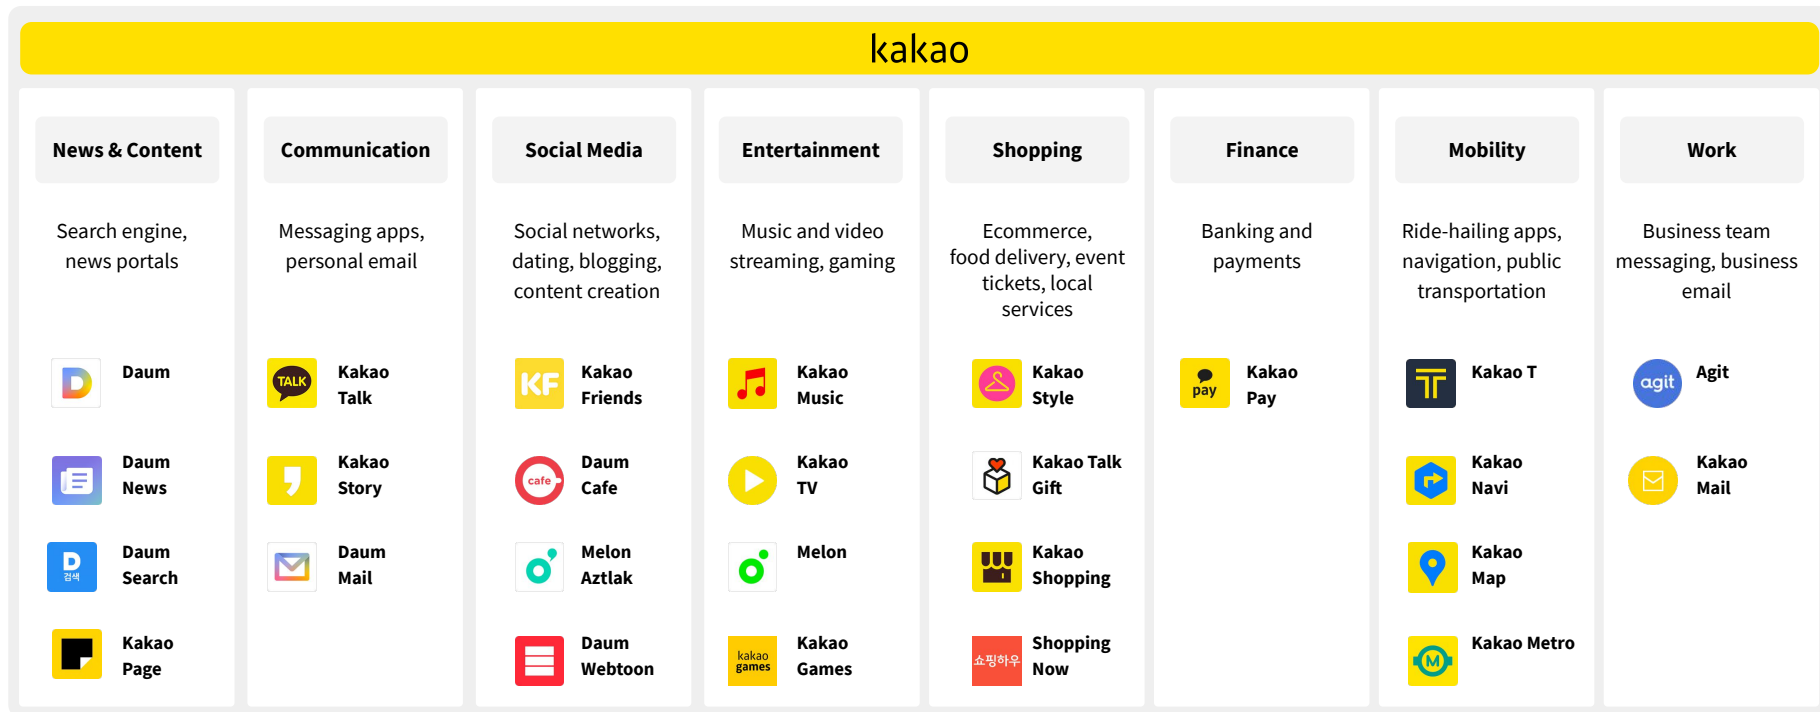 kakao
News & Content
Search engine,
news portals
Daum
Daum
News
D
검색
Daum
Search
Kakao
Page
Communication
Messaging apps,
personal email
TALK
Kakao
Talk
Kakao
Story
Daum
Mail
Social Media
Social networks,
dating, blogging,
content creation
KF
Kakao
Friends
cafe
Daum
Cafe
Melon
Aztlak
Daum
Webtoon
Entertainment
Music and video
streaming, gaming
Kakao
Music
Kakao
TV
Melon
kakao
games
Kakao
Games
Shopping
Ecommerce,
food delivery, event
tickets, local
services
Kakao
Style
Kakao Talk
Gift
Kakao
Shopping
쇼핑하우
Shopping
Now
Finance
Banking and
payments
pay
Kakao
Pay
Mobility
Ride-hailing apps,
navigation, public
transportation
Kakao T
Kakao
Navi
Kakao
Map
M
Kakao Metro
Work
Business team
messaging, business
email
agit
Agit
Kakao
Mail